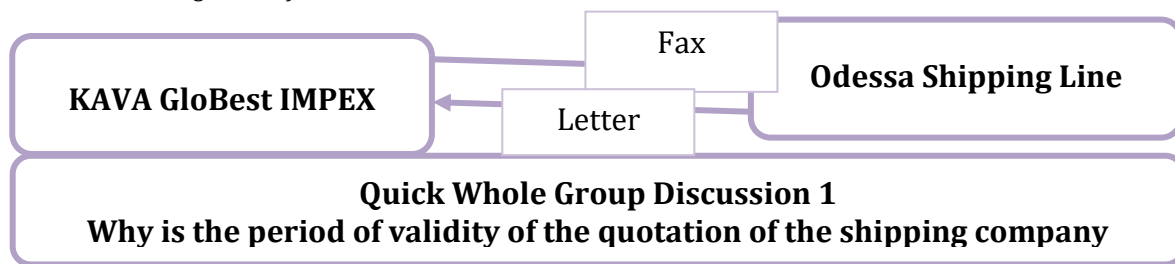 Fax
KAVA GloBest IMPEX
Odessa Shipping Line
Letter
Quick Whole Group Discussion 1
Why is the period of validity of the quotation of the shipping company